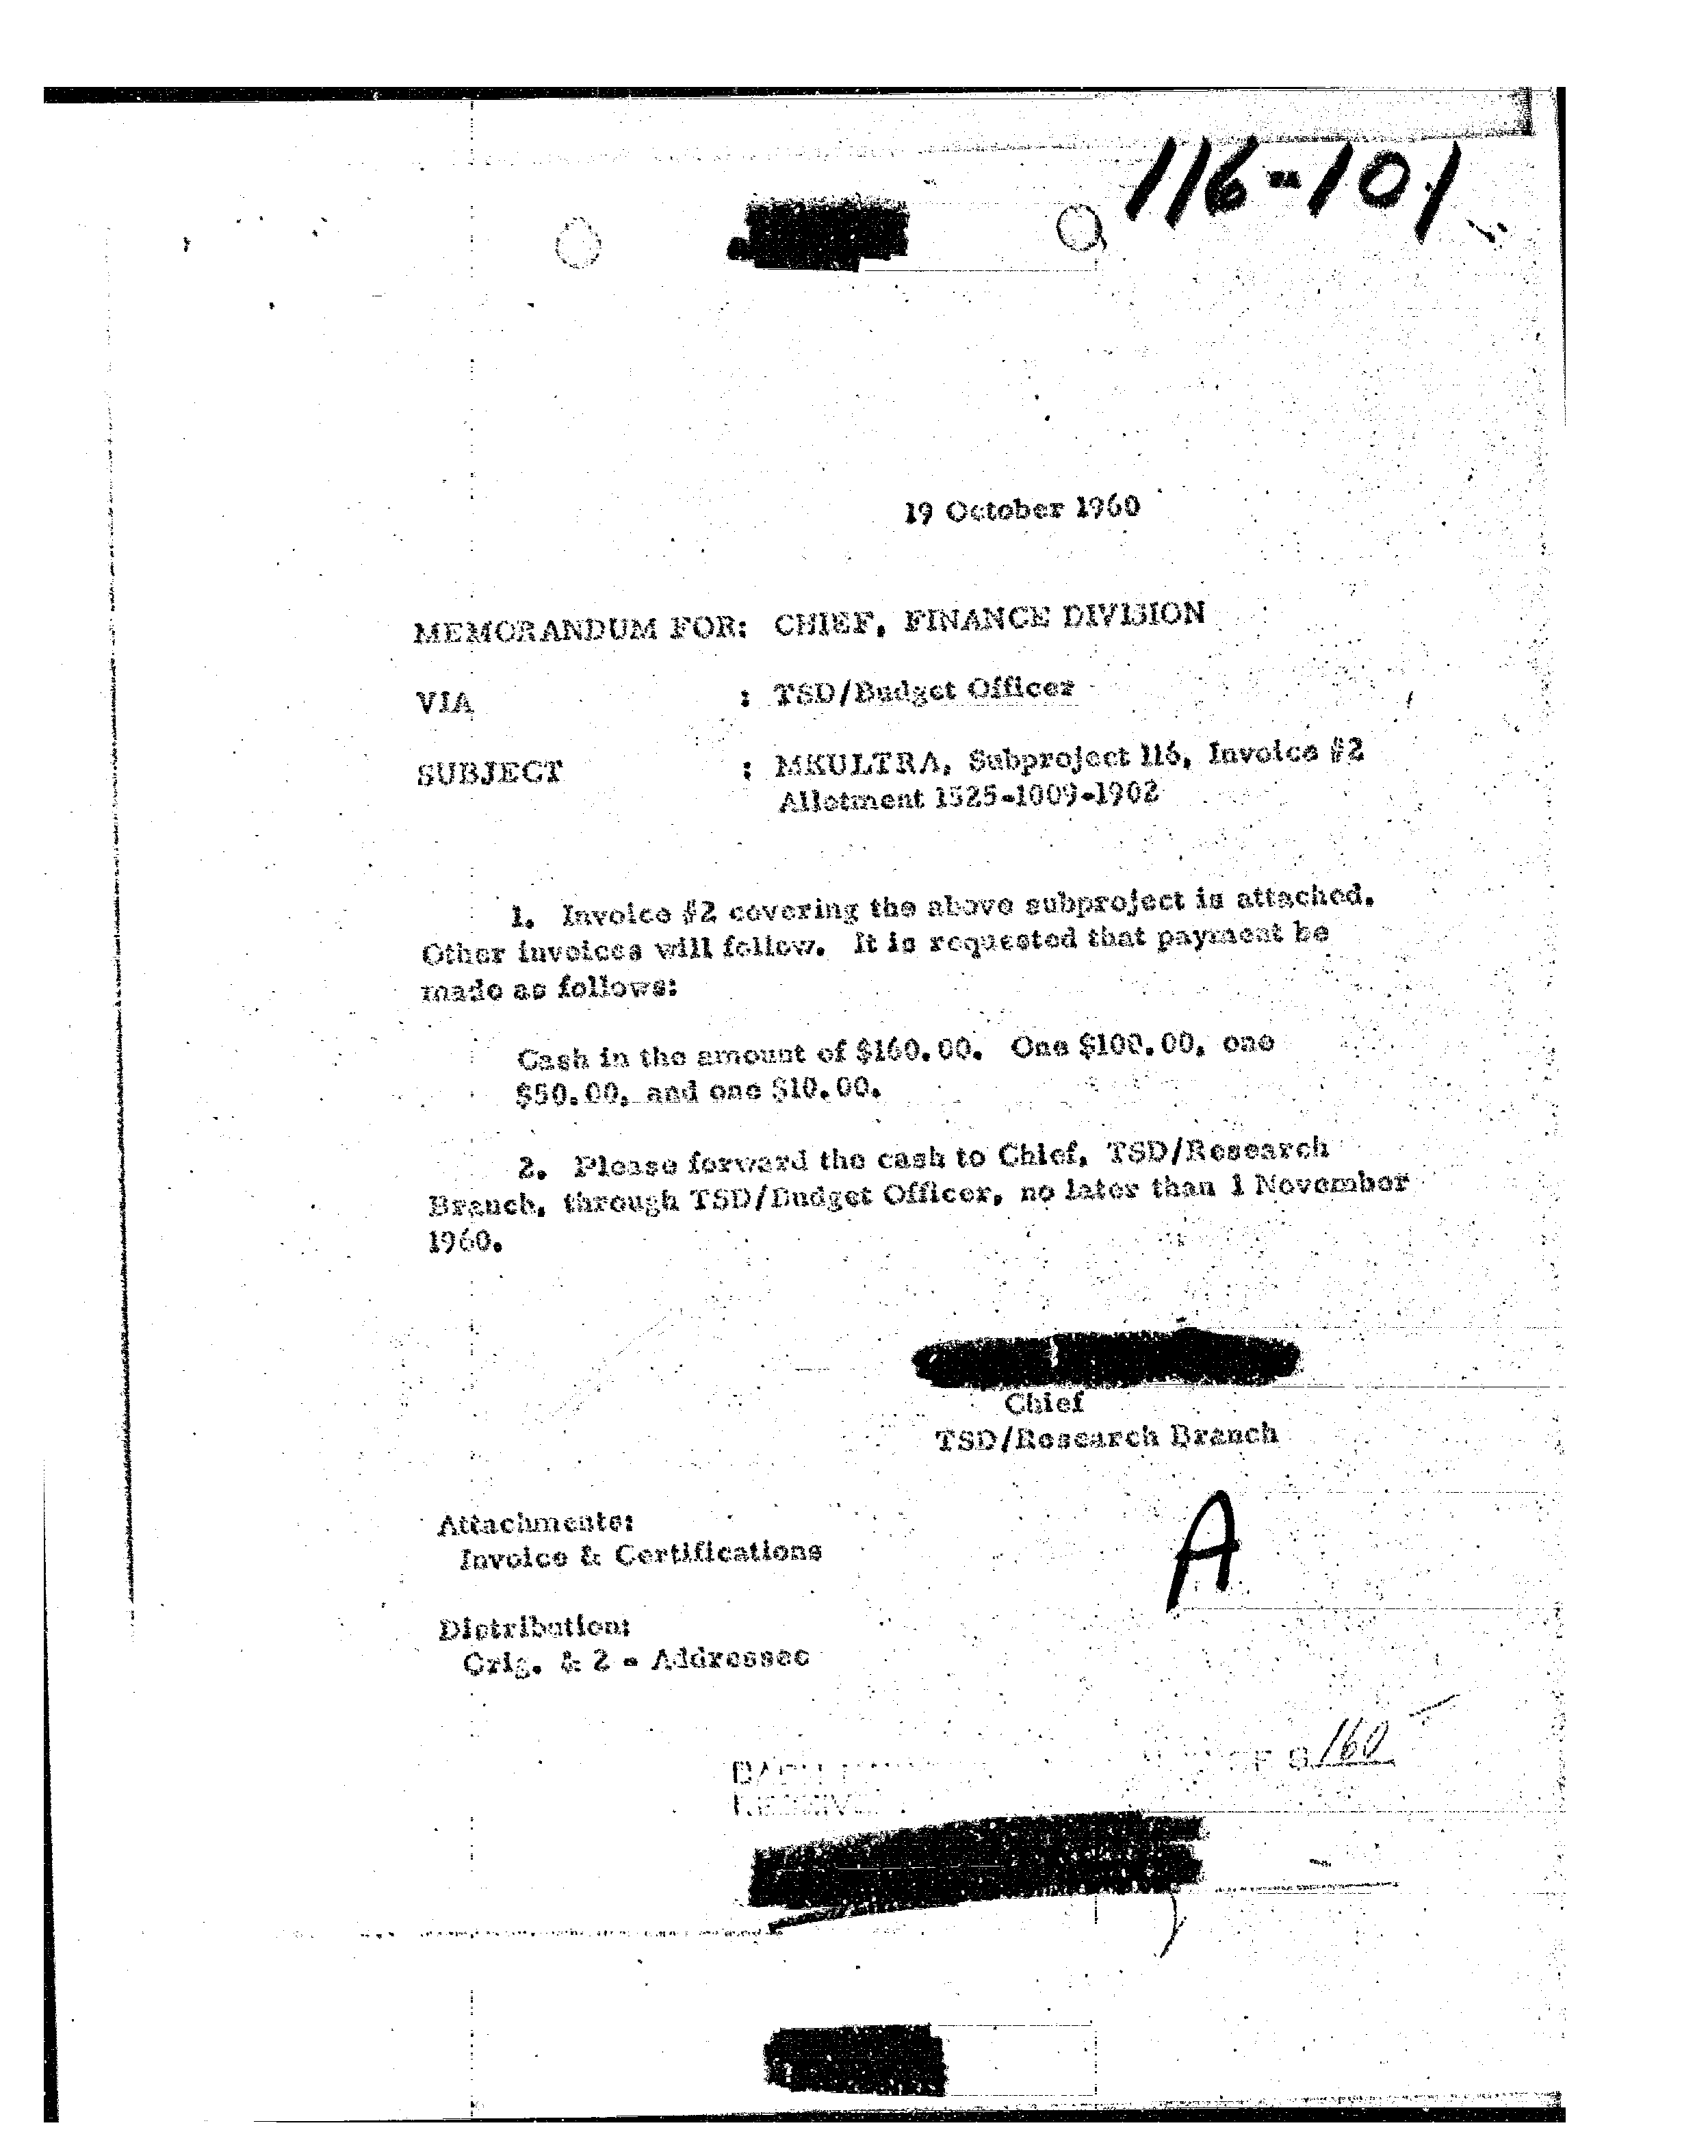 116-101
19 October 1960
MEMORANDUM FOR: CHIEF, FINANCE DIVISION
VIA : TSD/Budget Officer
SUBJECT : MKULTRA, Subproject 116, Invoice #2
Allotment 1525-1009-1902
1. Invoice #2 covering the above subproject is attached.
Other invoices will follow. It is requested that payment be
made as follows:
Cash in the amount of $160.00. One $100.00, one
$50.00, and one $10.00.
2. Please forward the cash to Chief, TSD/Research
Branch, through TSD/Budget Officer, no later than 1 November
1960.
Chief
TSD/Research Branch
A
Attachments:
Invoice & Certifications
Distribution:
Orig. & 2 - Addressee
160